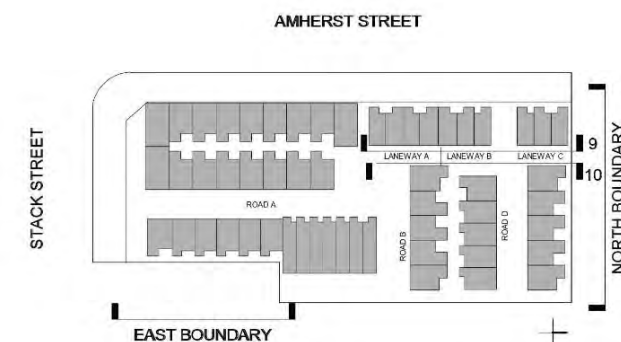 AMHERST STREET
STACK STREET
NORTH BOUNDARY
9
LANEWAY A
LANEWAY B
LANEWAY C
10
ROAD A
ROAD B
ROAD D
EAST BOUNDARY